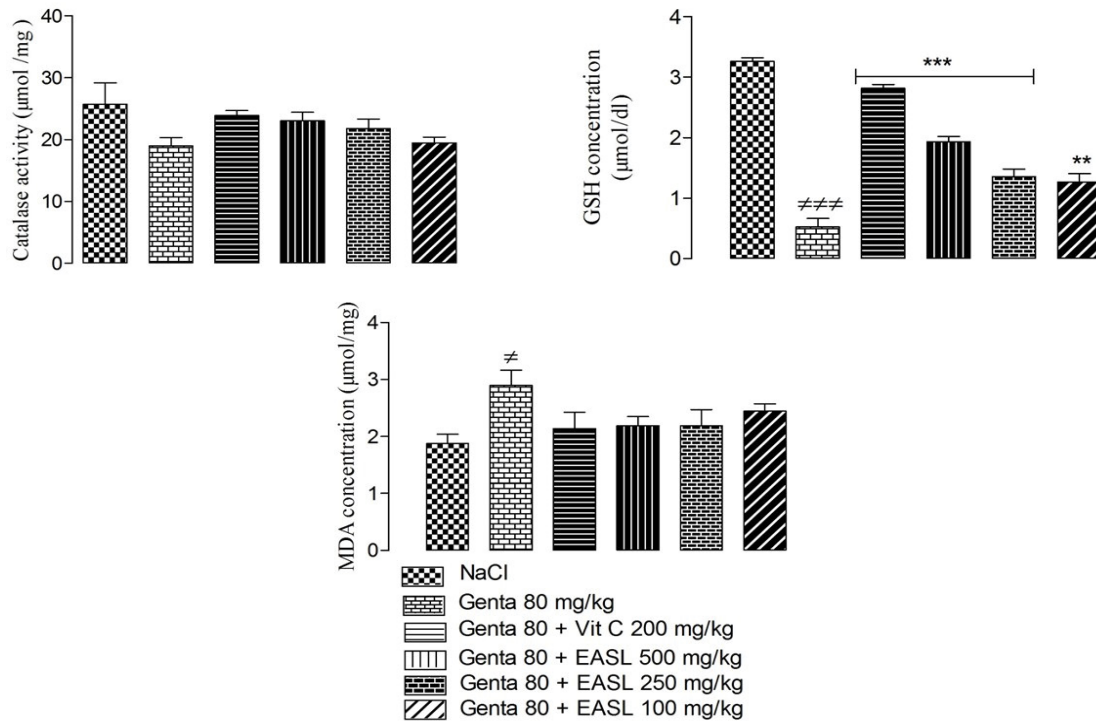 Catalase activity (µmol /mg)
40
30
20
10
0
GSH concentration
(µmol/dl)
4
3
2
1
0
≠≠≠
***
**
MDA concentration (µmol/mg)
4
3
2
1
0
≠
NaCl
Genta 80 mg/kg
Genta 80 + Vit C 200 mg/kg
Genta 80 + EASL 500 mg/kg
Genta 80 + EASL 250 mg/kg
Genta 80 + EASL 100 mg/kg